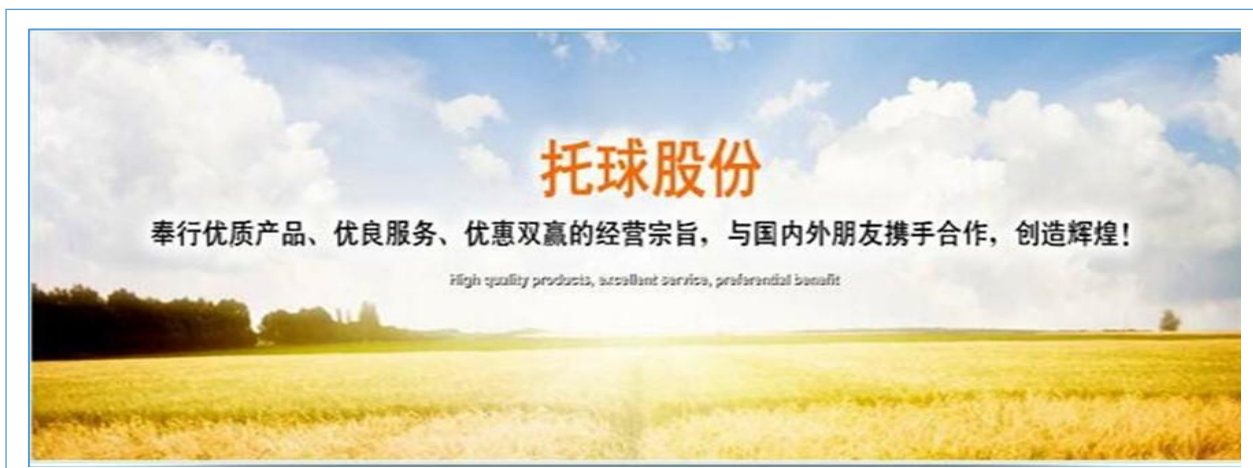 托球股份
奉行优质产品、优良服务、优惠双赢的经营宗旨，与国内外朋友携手合作，创造辉煌！
High quality products, excellent service, preferential benefit